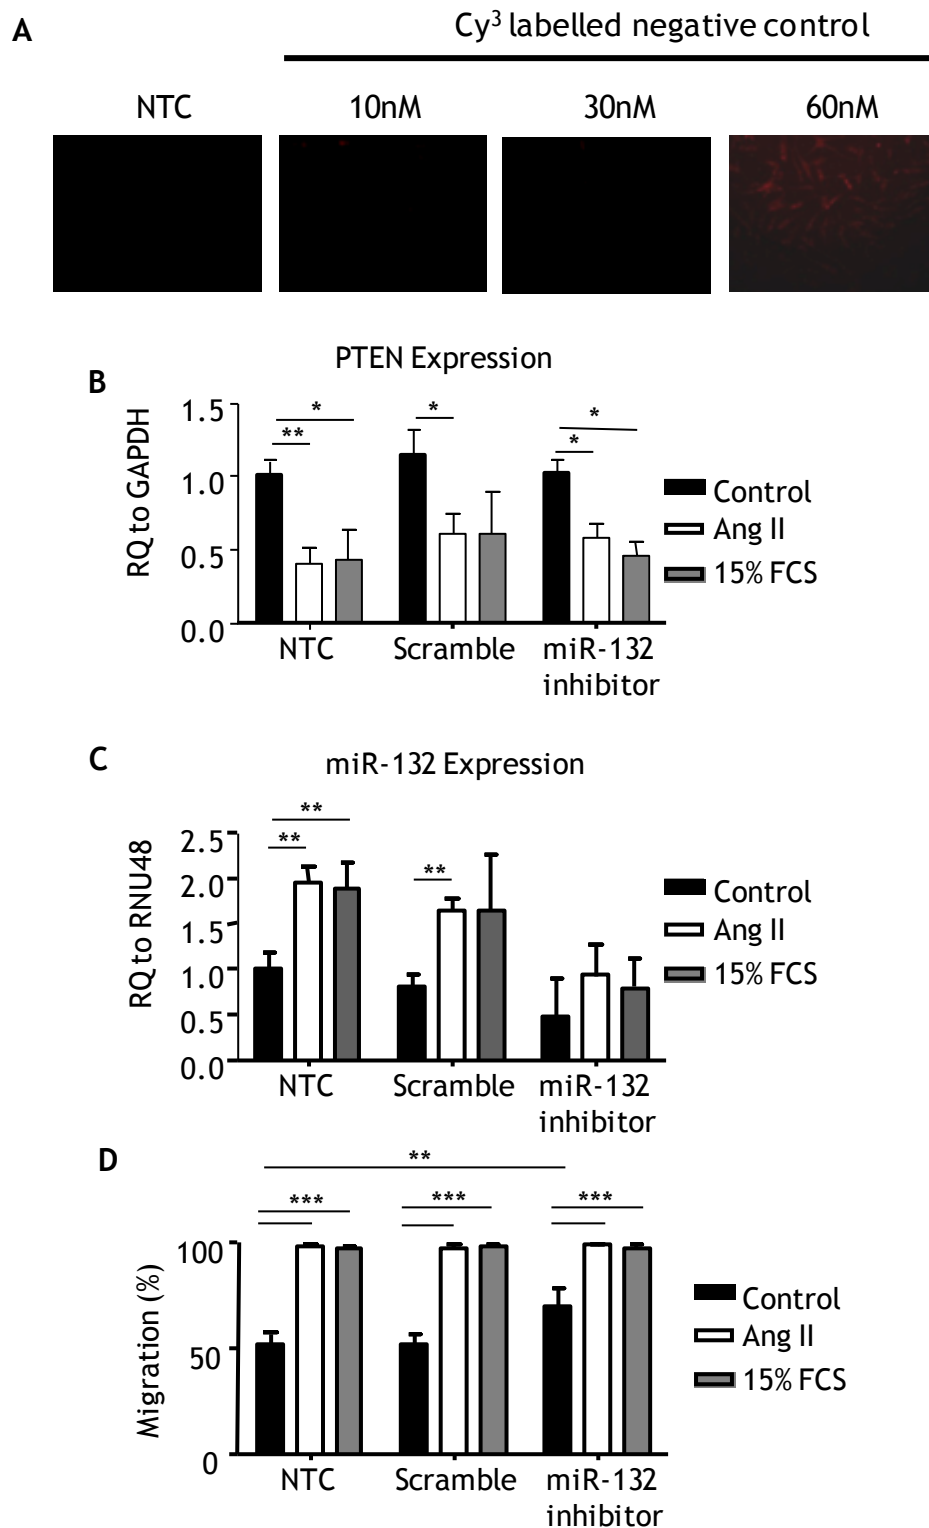 A
Cy³ labelled negative control
NTC 10nM 30nM 60nM
B
PTEN Expression
RQ to GAPDH
1.5
1.0
0.5
0.0
* ** * * *
NTC Scramble miR-132 inhibitor
Control
Ang II
15% FCS
C
miR-132 Expression
RQ to RNU48
2.5
2.0
1.5
1.0
0.5
0.0
** ** **
NTC Scramble miR-132 inhibitor
Control
Ang II
15% FCS
D
**
*** *** ***
Migration (%)
100
50
0
NTC Scramble miR-132 inhibitor
Control
Ang II
15% FCS